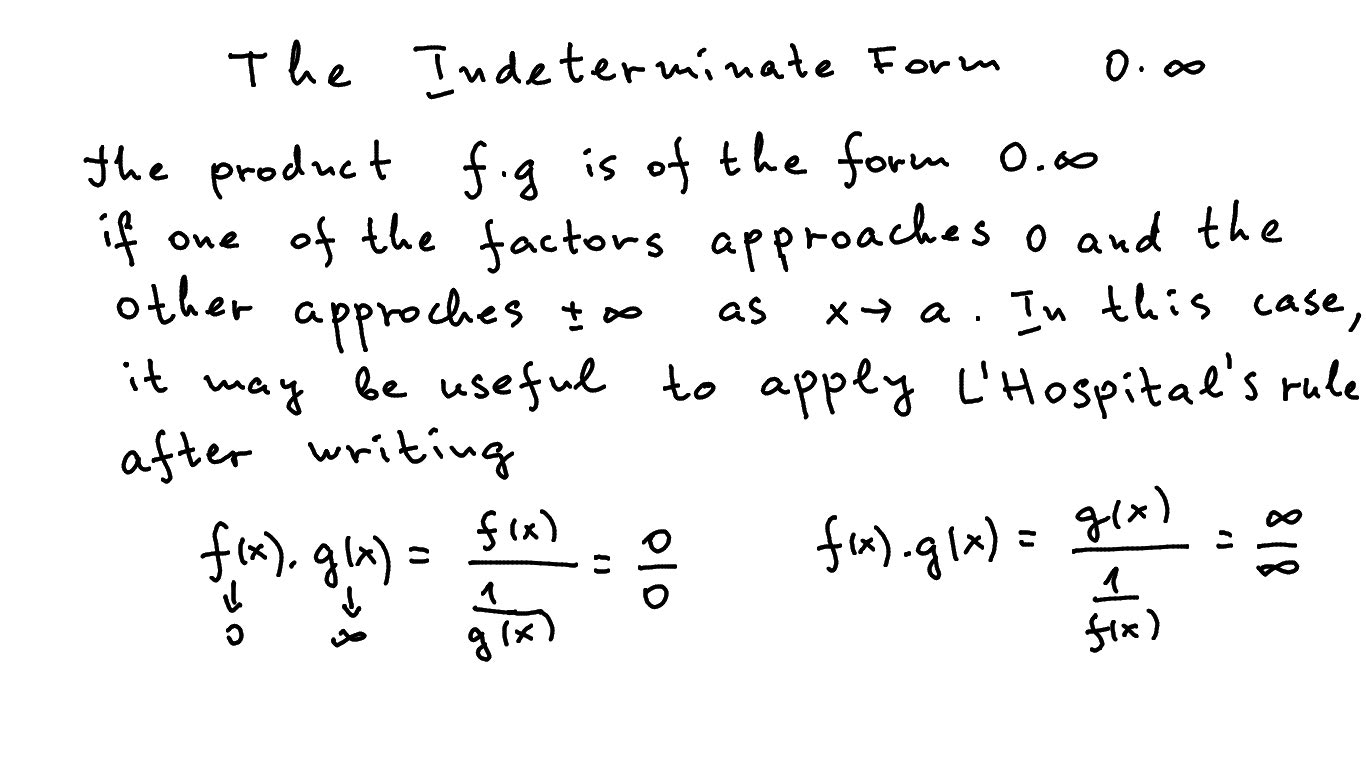 The Indeterminate Form 0.∞
the product f.g is of the form 0.∞
if one of the factors approaches 0 and the
other approches ±∞ as x→a. In this case,
it may be useful to apply L'Hospital's rule
after writing
f(x).g(x) = f(x)/(1/g(x)) = 0/0 f(x).g(x) = g(x)/(1/f(x)) = ∞/∞
↓ ↓
0 ∞